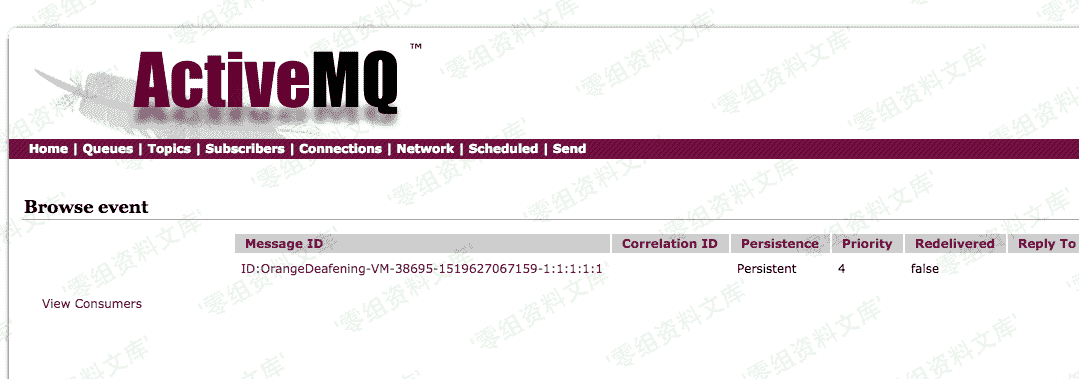 ActiveMQ™
Home | Queues | Topics | Subscribers | Connections | Network | Scheduled | Send
Browse event
Message ID Correlation ID Persistence Priority Redelivered Reply To
ID:OrangeDeafening-VM-38695-1519627067159-1:1:1:1:1 Persistent 4 false
View Consumers
'零组资料文库'